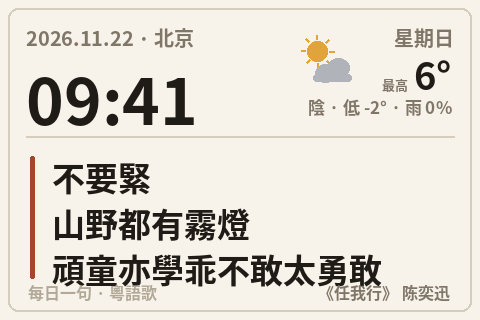 2026.11.22 · 北京
星期日
09:41
最高 6°
陰 · 低 -2° · 雨 0%
不要緊
山野都有霧燈
頑童亦學乖不敢太勇敢
每日一句 · 粵語歌
《任我行》 陈奕迅